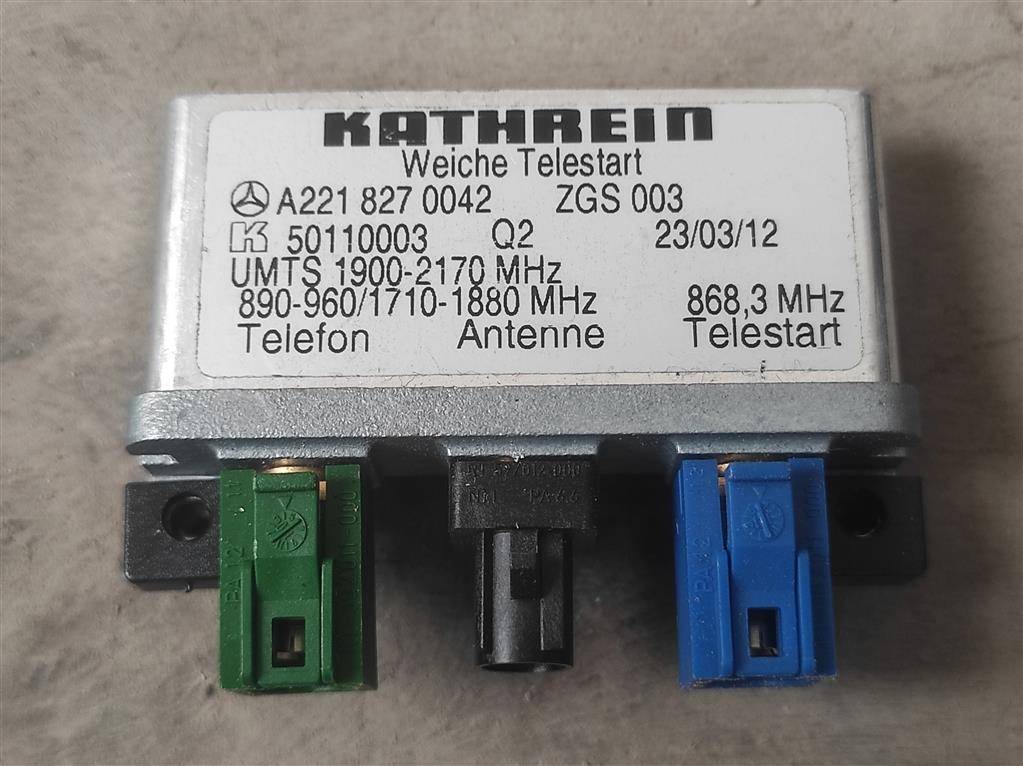 KATHREIN
Weiche Telestart
A221 827 0042 ZGS 003
K 50110003 Q2 23/03/12
UMTS 1900-2170 MHz
890-960/1710-1880 MHz 868,3 MHz
Telefon Antenne Telestart